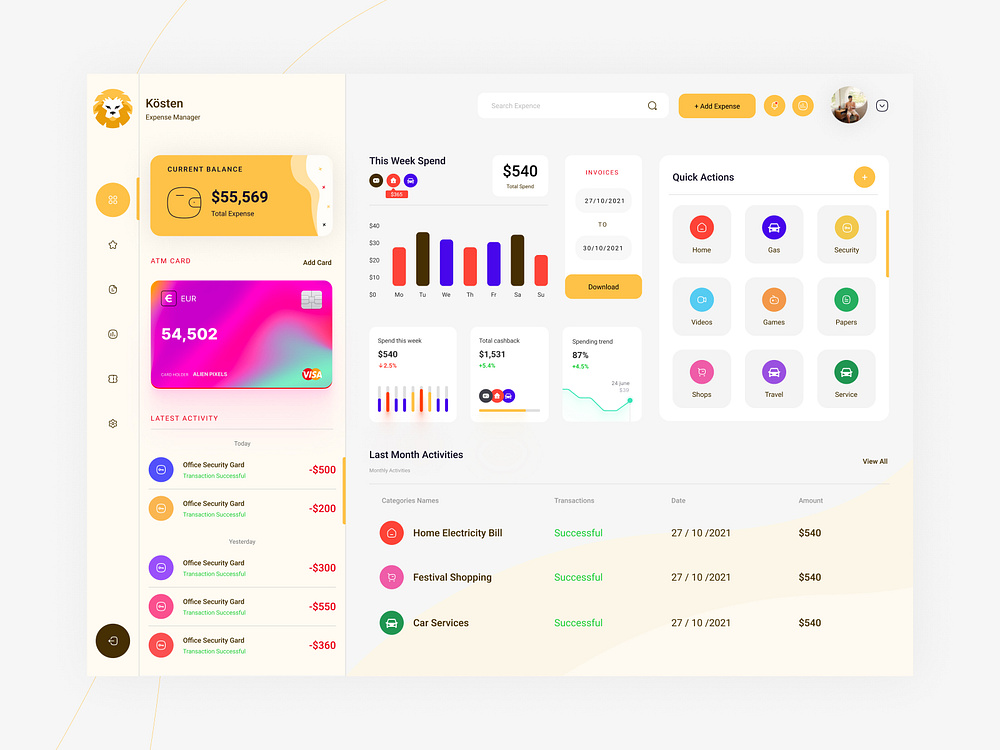 Kösten
Expense Manager
Search Expence
+ Add Expense
CURRENT BALANCE
$55,569
Total Expense
ATM CARD
Add Card
€ EUR
54,502
CARD HOLDER ALIEN PIXELS
VISA
LATEST ACTIVITY
Today
Office Security Gard
Transaction Successful
-$500
Office Security Gard
Transaction Successful
-$200
Yesterday
Office Security Gard
Transaction Successful
-$300
Office Security Gard
Transaction Successful
-$550
Office Security Gard
Transaction Successful
-$360
This Week Spend
$365
$540
Total Spend
$40
$30
$20
$10
$0
Mo Tu We Th Fr Sa Su
INVOICES
27/10/2021
TO
30/10/2021
Download
Quick Actions
+
Home Gas Security
Videos Games Papers
Shops Travel Service
Spend this week
$540
2.5%
Total cashback
$1,531
+5.4%
Spending trend
87%
+4.5%
24 june
$39
Last Month Activities
Monthly Activities
View All
Categories Names Transactions Date Amount
Home Electricity Bill Successful 27 / 10 /2021 $540
Festival Shopping Successful 27 / 10 /2021 $540
Car Services Successful 27 / 10 /2021 $540